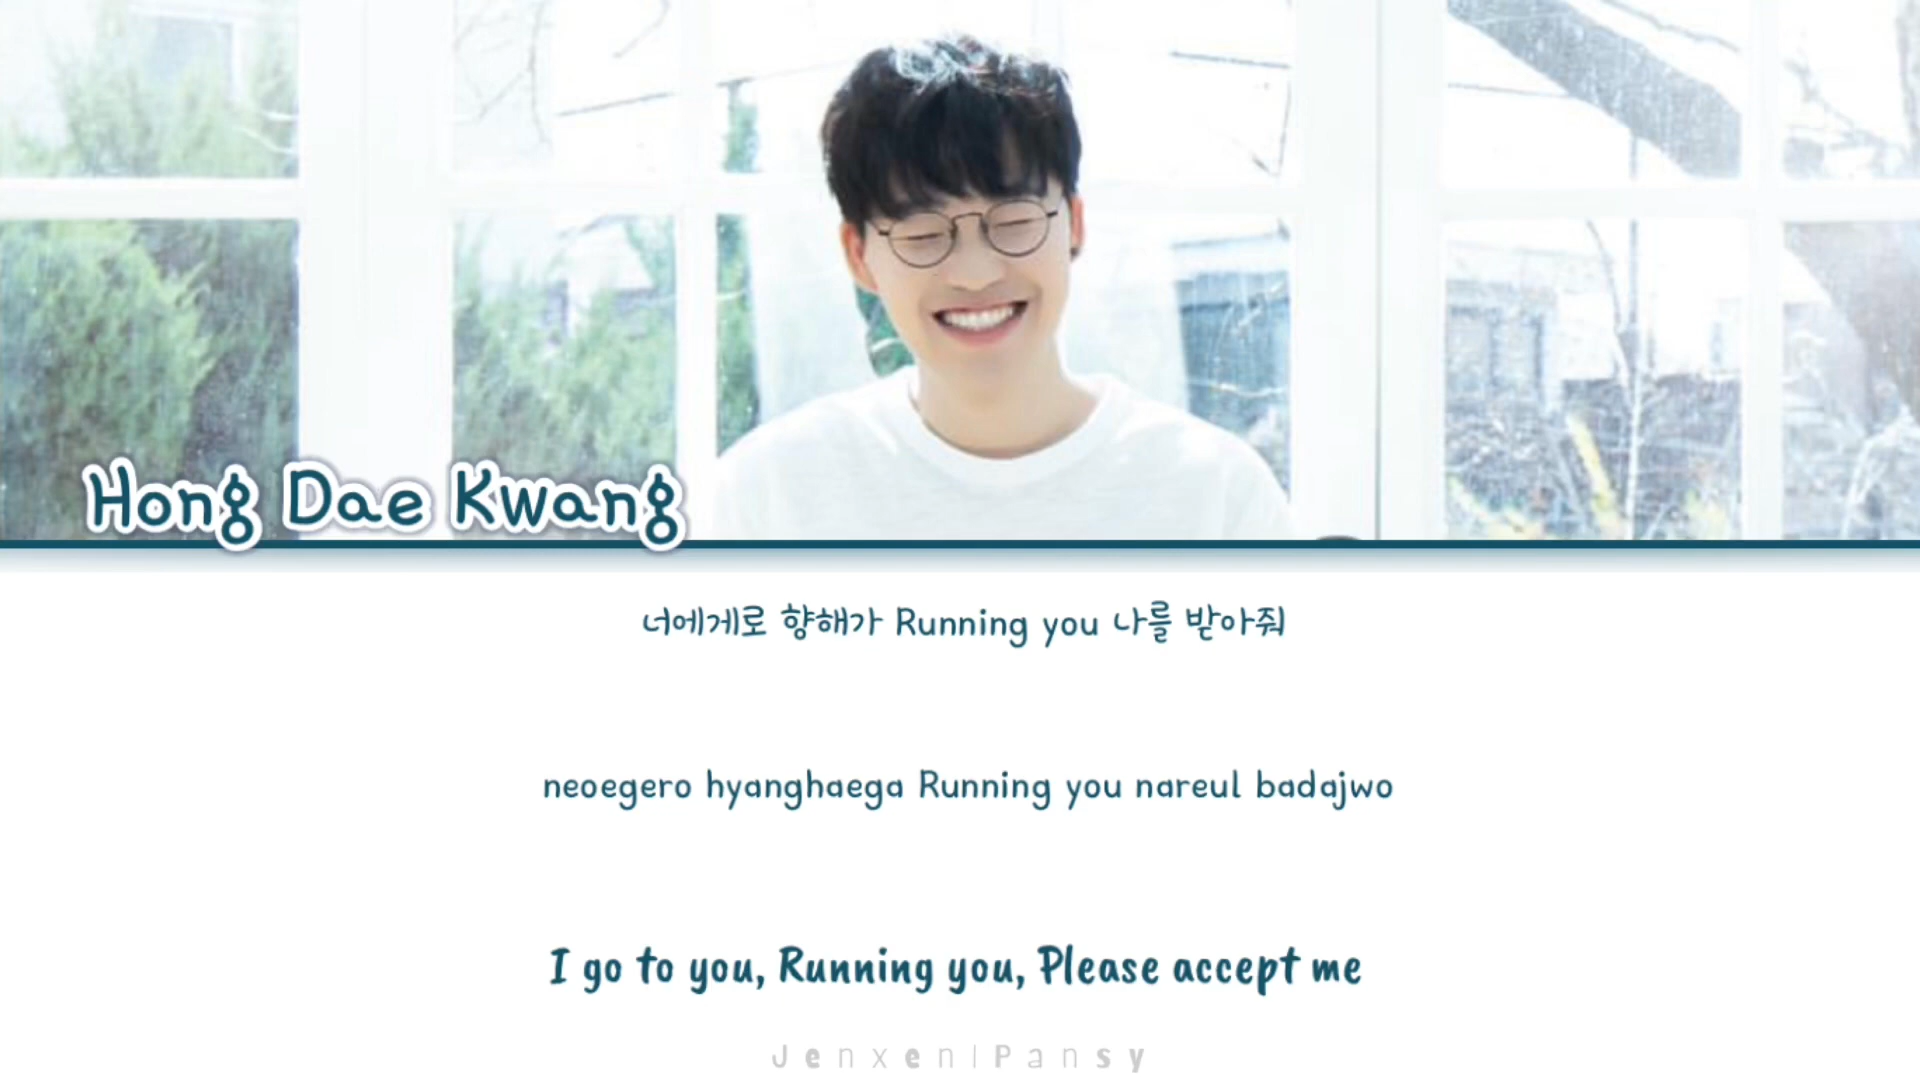 Hong Dae Kwang
너에게로 향해가 Running you 나를 받아줘
neoegero hyanghaega Running you nareul badajwo
I go to you, Running you, Please accept me
Jenxen|Pansy